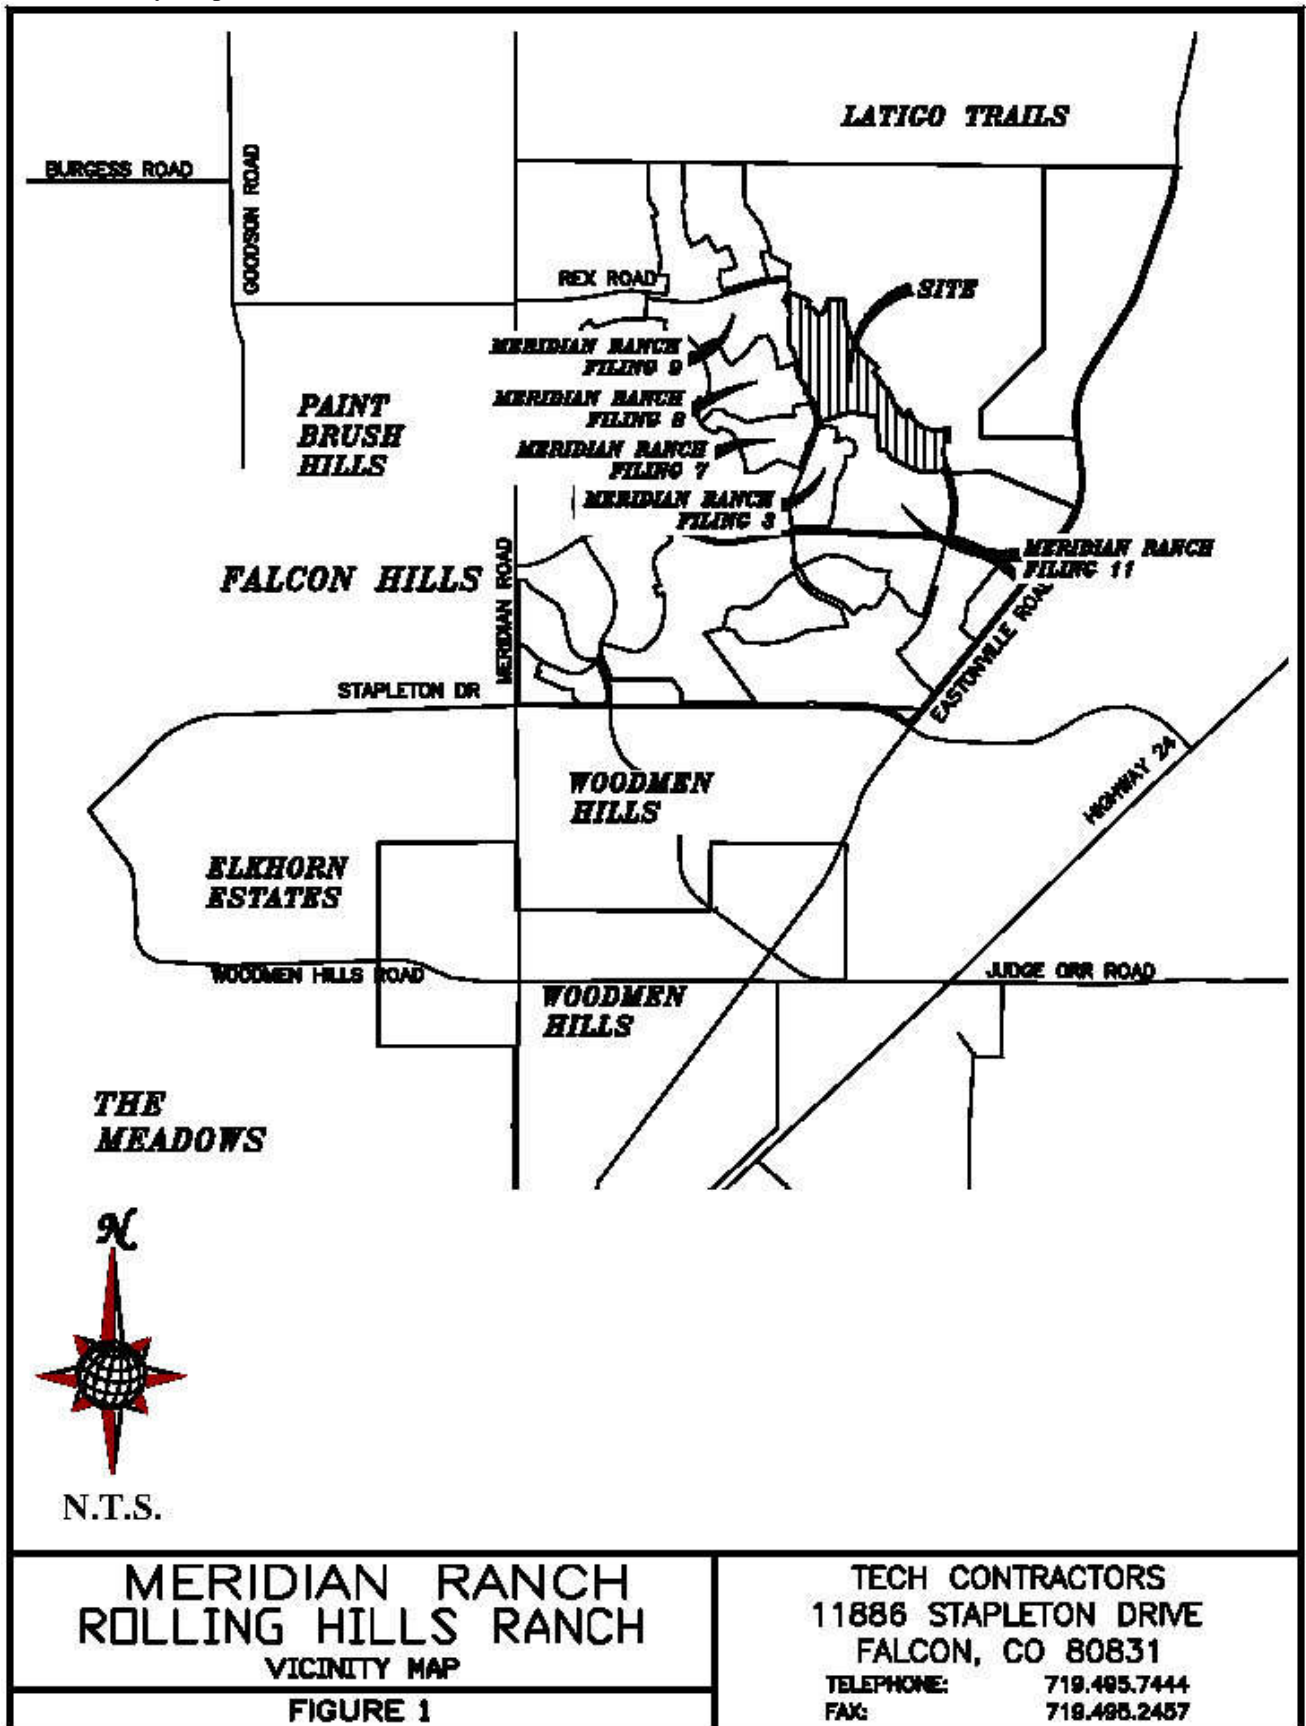 LATIGO TRAILS
BURGESS ROAD
GOODSON ROAD
REX ROAD
SITE
MERIDIAN RANCH
FILING 9
MERIDIAN RANCH
FILING 8
MERIDIAN RANCH
FILING 7
MERIDIAN RANCH
FILING 3
PAINT
BRUSH
HILLS
MERIDIAN RANCH
FILING 11
FALCON HILLS
MERIDIAN ROAD
EASTONVILLE ROAD
STAPLETON DR
HIGHWAY 24
WOODMEN
HILLS
ELKHORN
ESTATES
WOODMEN HILLS ROAD
JUDGE ORR ROAD
WOODMEN
HILLS
THE
MEADOWS
N
N.T.S.
MERIDIAN RANCH
ROLLING HILLS RANCH
VICINITY MAP
FIGURE 1
TECH CONTRACTORS
11886 STAPLETON DRIVE
FALCON, CO 80831
TELEPHONE: 719.495.7444
FAX: 719.495.2457